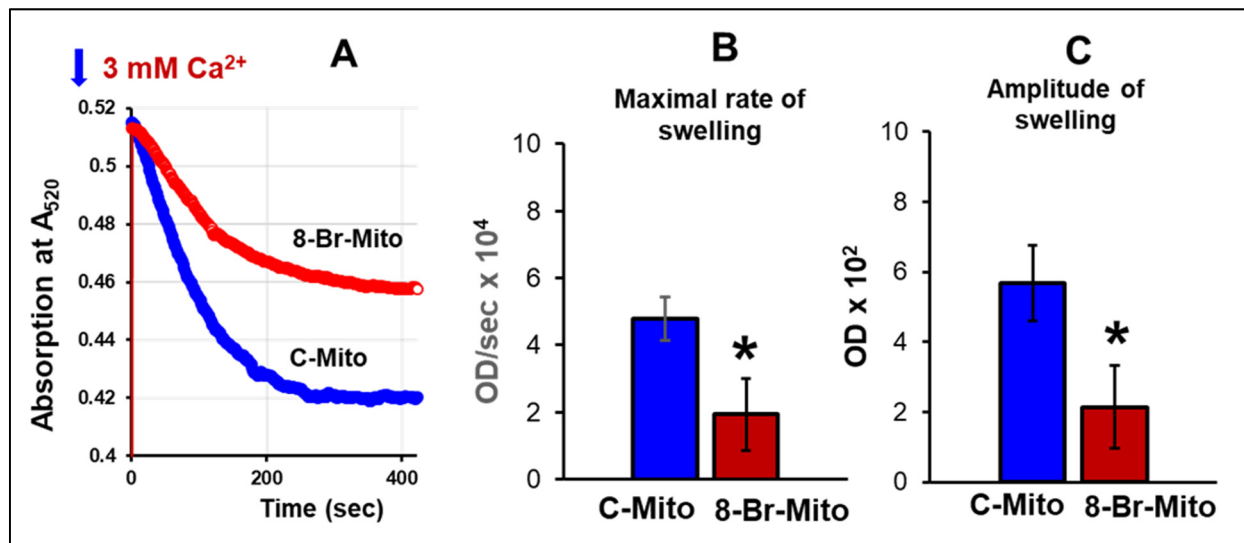 A
3 mM Ca²⁺
0.52
0.5
0.48
0.46
0.44
0.42
0.4
Absorption at A₅₂₀
8-Br-Mito
C-Mito
0
200
400
Time (sec)
B
Maximal rate of
swelling
10
8
6
4
2
0
OD/sec x 10⁴
*
C-Mito
8-Br-Mito
C
Amplitude of
swelling
10
8
6
4
2
0
OD x 10²
*
C-Mito
8-Br-Mito